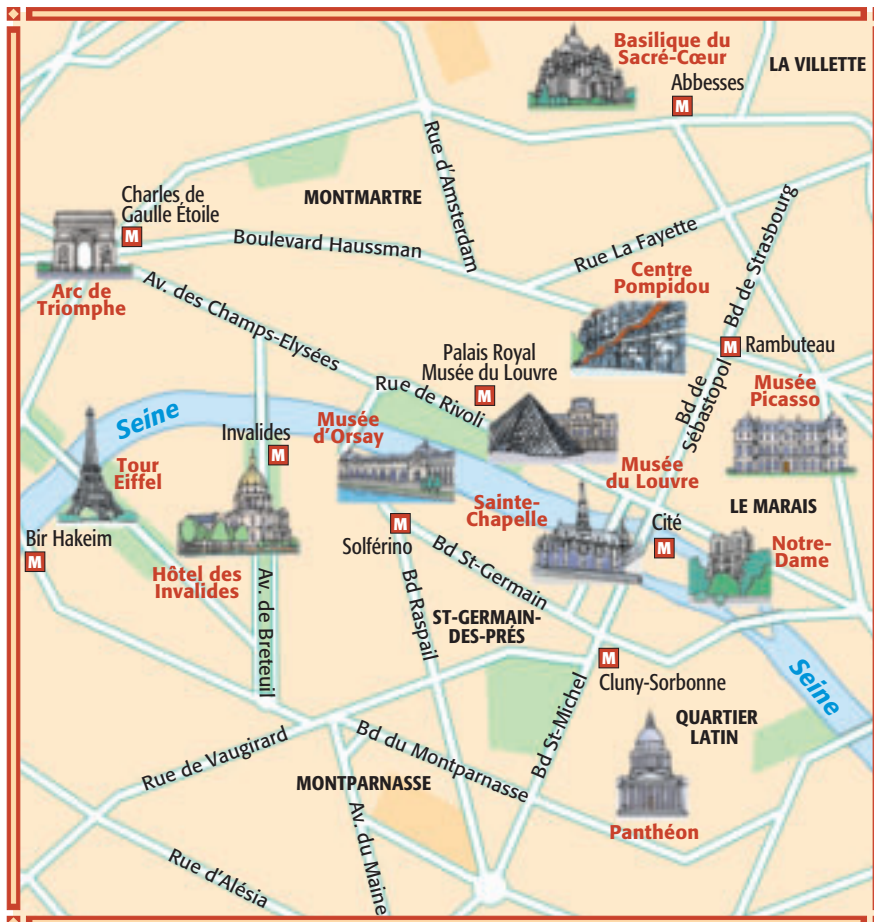 Basilique du
Sacré-Cœur
LA VILLETTE
Abbesses
M
Rue d'Amsterdam
MONTMARTRE
Charles de
Gaulle Étoile
M
Boulevard Haussman
Rue La Fayette
Bd de Strasbourg
Arc de
Triomphe
Av. des Champs-Elysées
Centre
Pompidou
M
Rambuteau
Palais Royal
Musée du Louvre
M
Rue de Rivoli
Bd de
Sébastopol
Musée
Picasso
Seine
Invalides
M
Musée
d'Orsay
Tour
Eiffel
Musée
du Louvre
Sainte-
Chapelle
LE MARAIS
Bir Hakeim
M
M
Solférino
Cité
M
Notre-
Dame
Hôtel des
Invalides
Bd St-Germain
Av. de Breteuil
Bd Raspail
ST-GERMAIN-
DES-PRÉS
M
Cluny-Sorbonne
Seine
Bd St-Michel
QUARTIER
LATIN
Rue de Vaugirard
Bd du Montparnasse
MONTPARNASSE
Panthéon
Av. du Maine
Rue d'Alésia